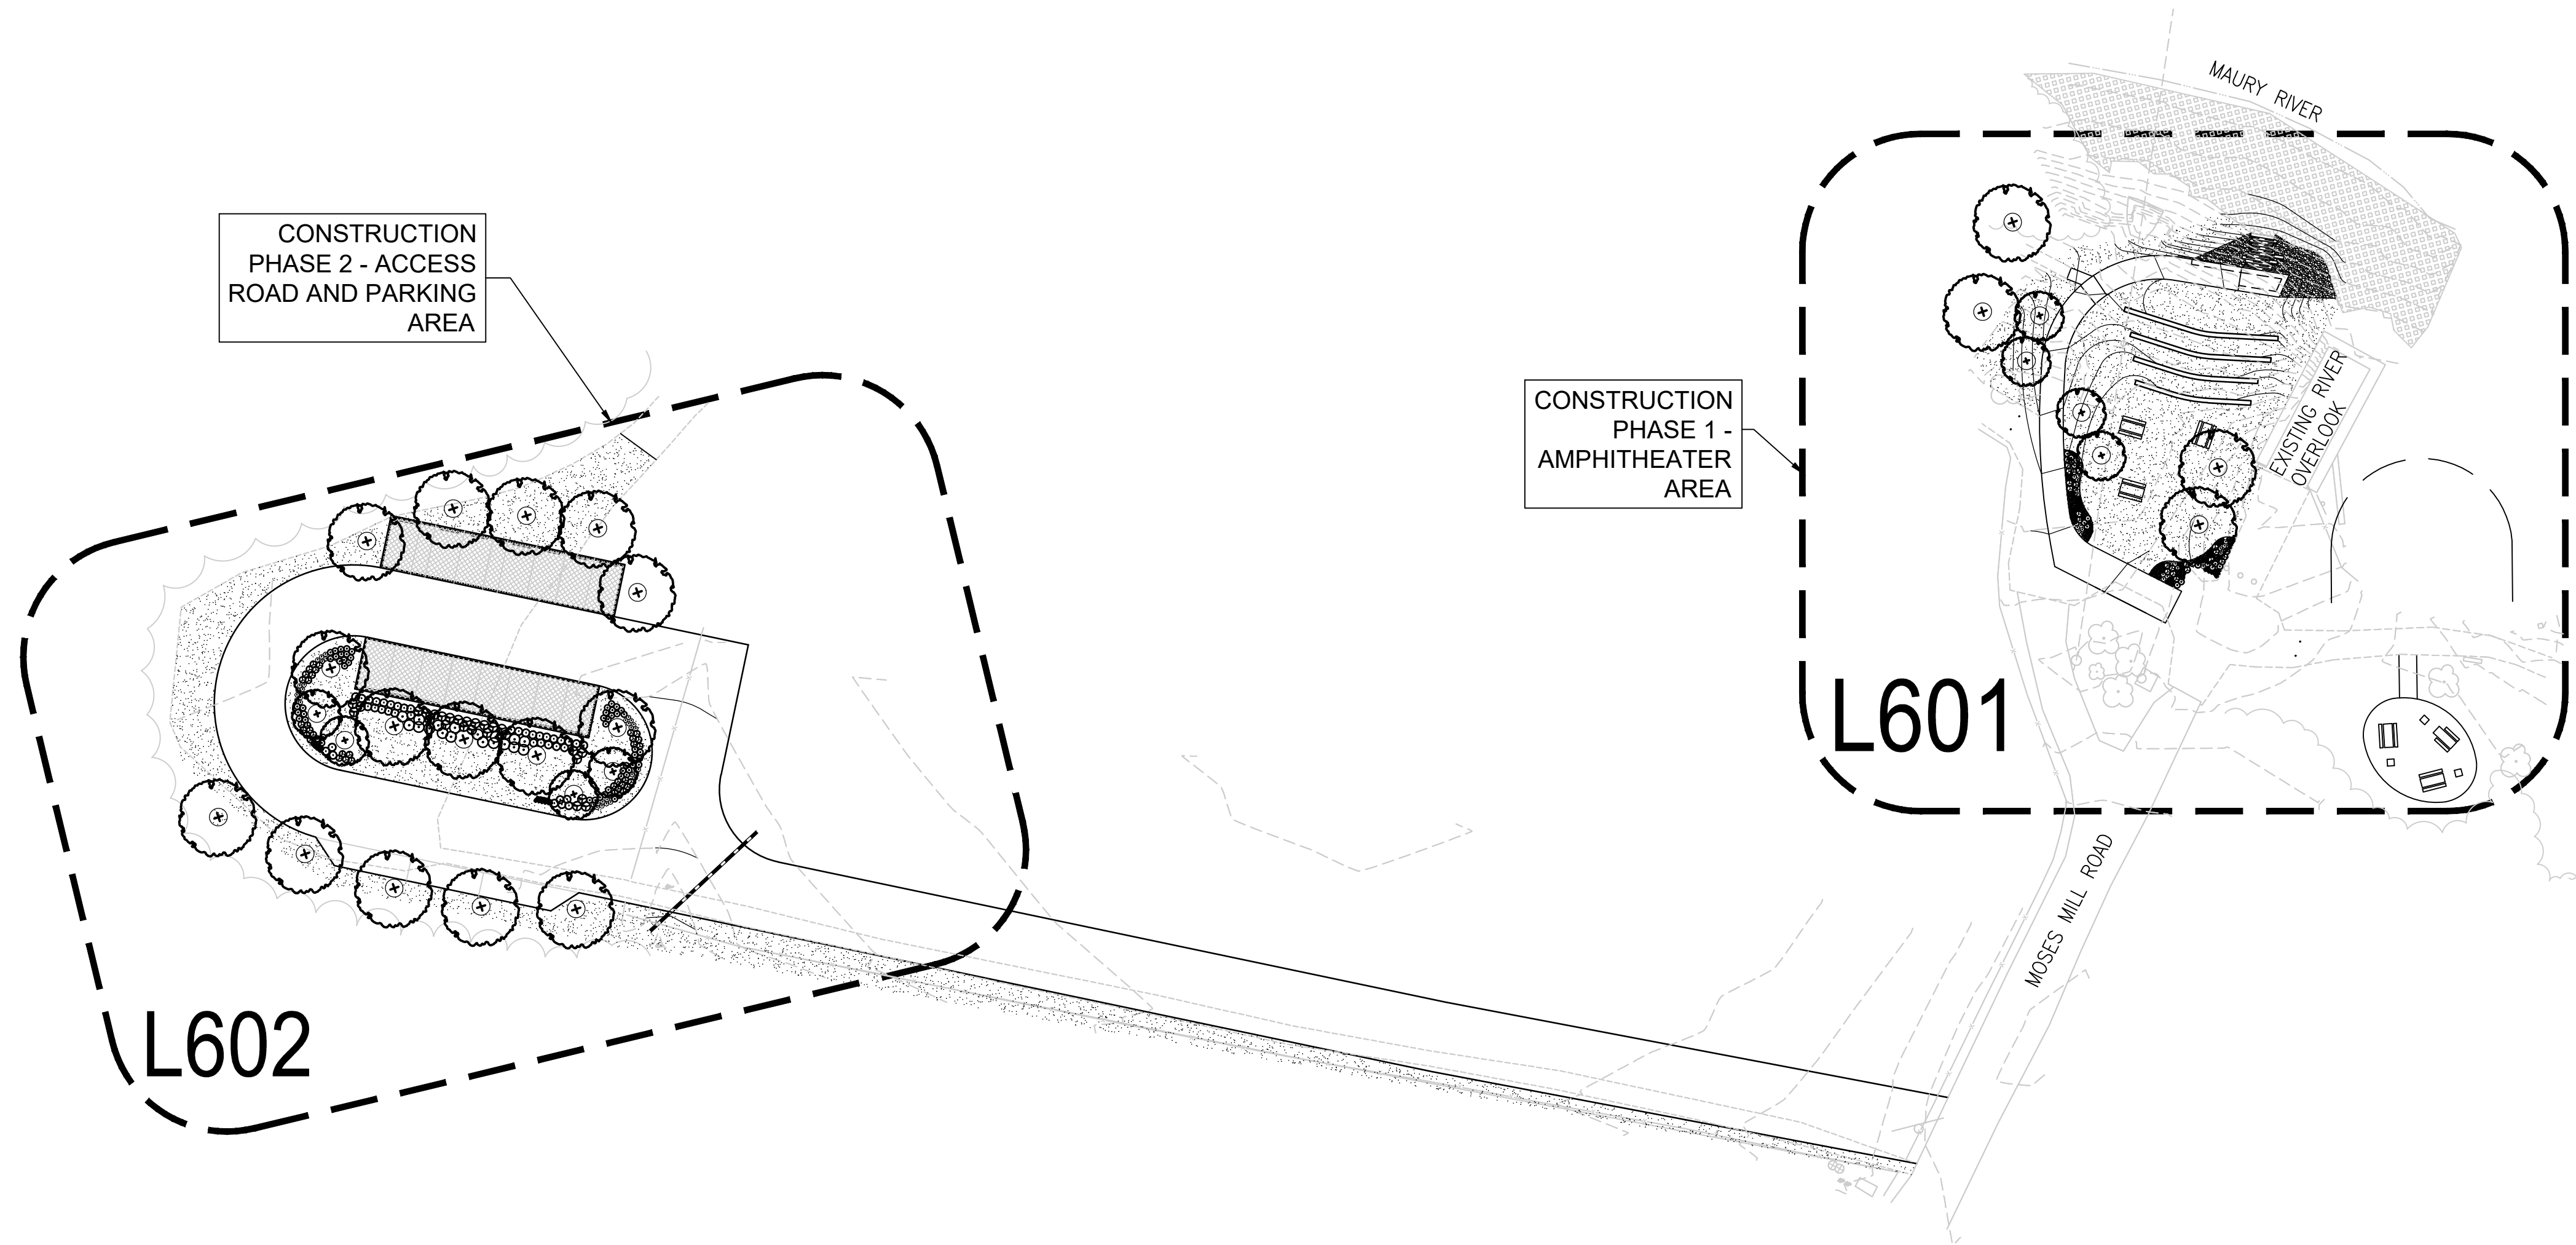 MAURY RIVER
CONSTRUCTION
PHASE 2 - ACCESS
ROAD AND PARKING
AREA
CONSTRUCTION
PHASE 1 -
AMPHITHEATER
AREA
EXISTING RIVER
OVERLOOK
L601
MOSES MILL ROAD
L602